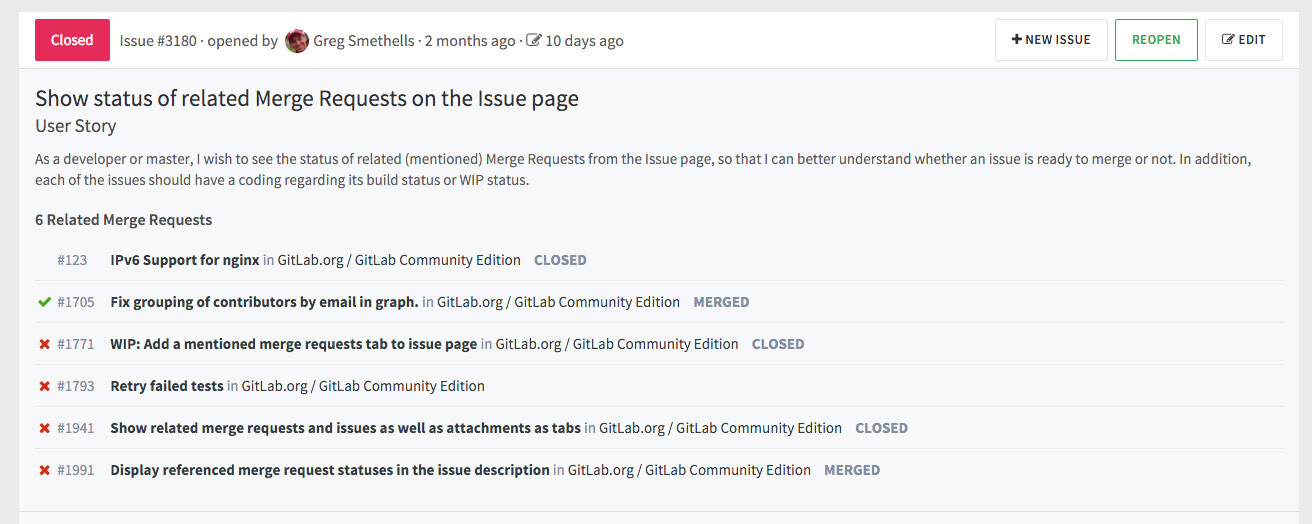 Closed Issue #3180 · opened by Greg Smethells · 2 months ago · 10 days ago NEW ISSUE REOPEN EDIT
Show status of related Merge Requests on the Issue page
User Story
As a developer or master, I wish to see the status of related (mentioned) Merge Requests from the Issue page, so that I can better understand whether an issue is ready to merge or not. In addition,
each of the issues should have a coding regarding its build status or WIP status.
6 Related Merge Requests
#123 IPv6 Support for nginx in GitLab.org / GitLab Community Edition CLOSED
#1705 Fix grouping of contributors by email in graph. in GitLab.org / GitLab Community Edition MERGED
#1771 WIP: Add a mentioned merge requests tab to issue page in GitLab.org / GitLab Community Edition CLOSED
#1793 Retry failed tests in GitLab.org / GitLab Community Edition
#1941 Show related merge requests and issues as well as attachments as tabs in GitLab.org / GitLab Community Edition CLOSED
#1991 Display referenced merge request statuses in the issue description in GitLab.org / GitLab Community Edition MERGED